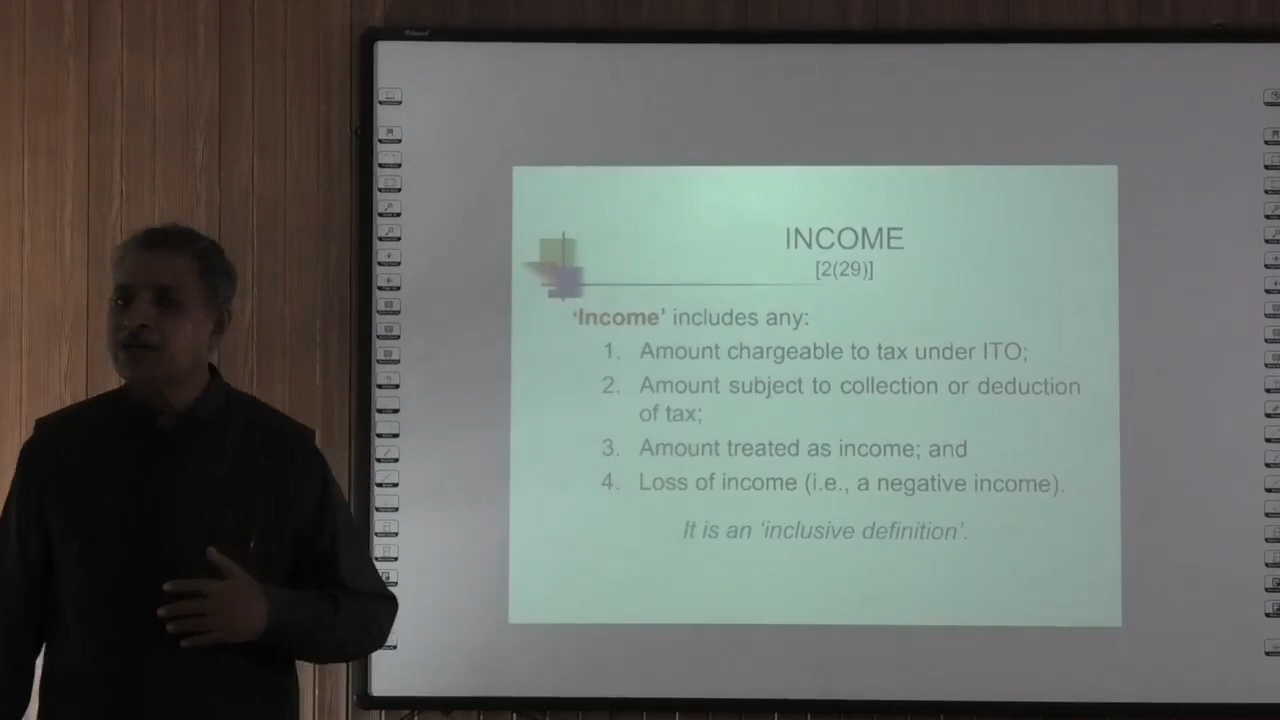 INCOME
[2(29)]
‘Income’ includes any:
1. Amount chargeable to tax under ITO;
2. Amount subject to collection or deduction
of tax;
3. Amount treated as income; and
4. Loss of income (i.e., a negative income).
It is an ‘inclusive definition’.